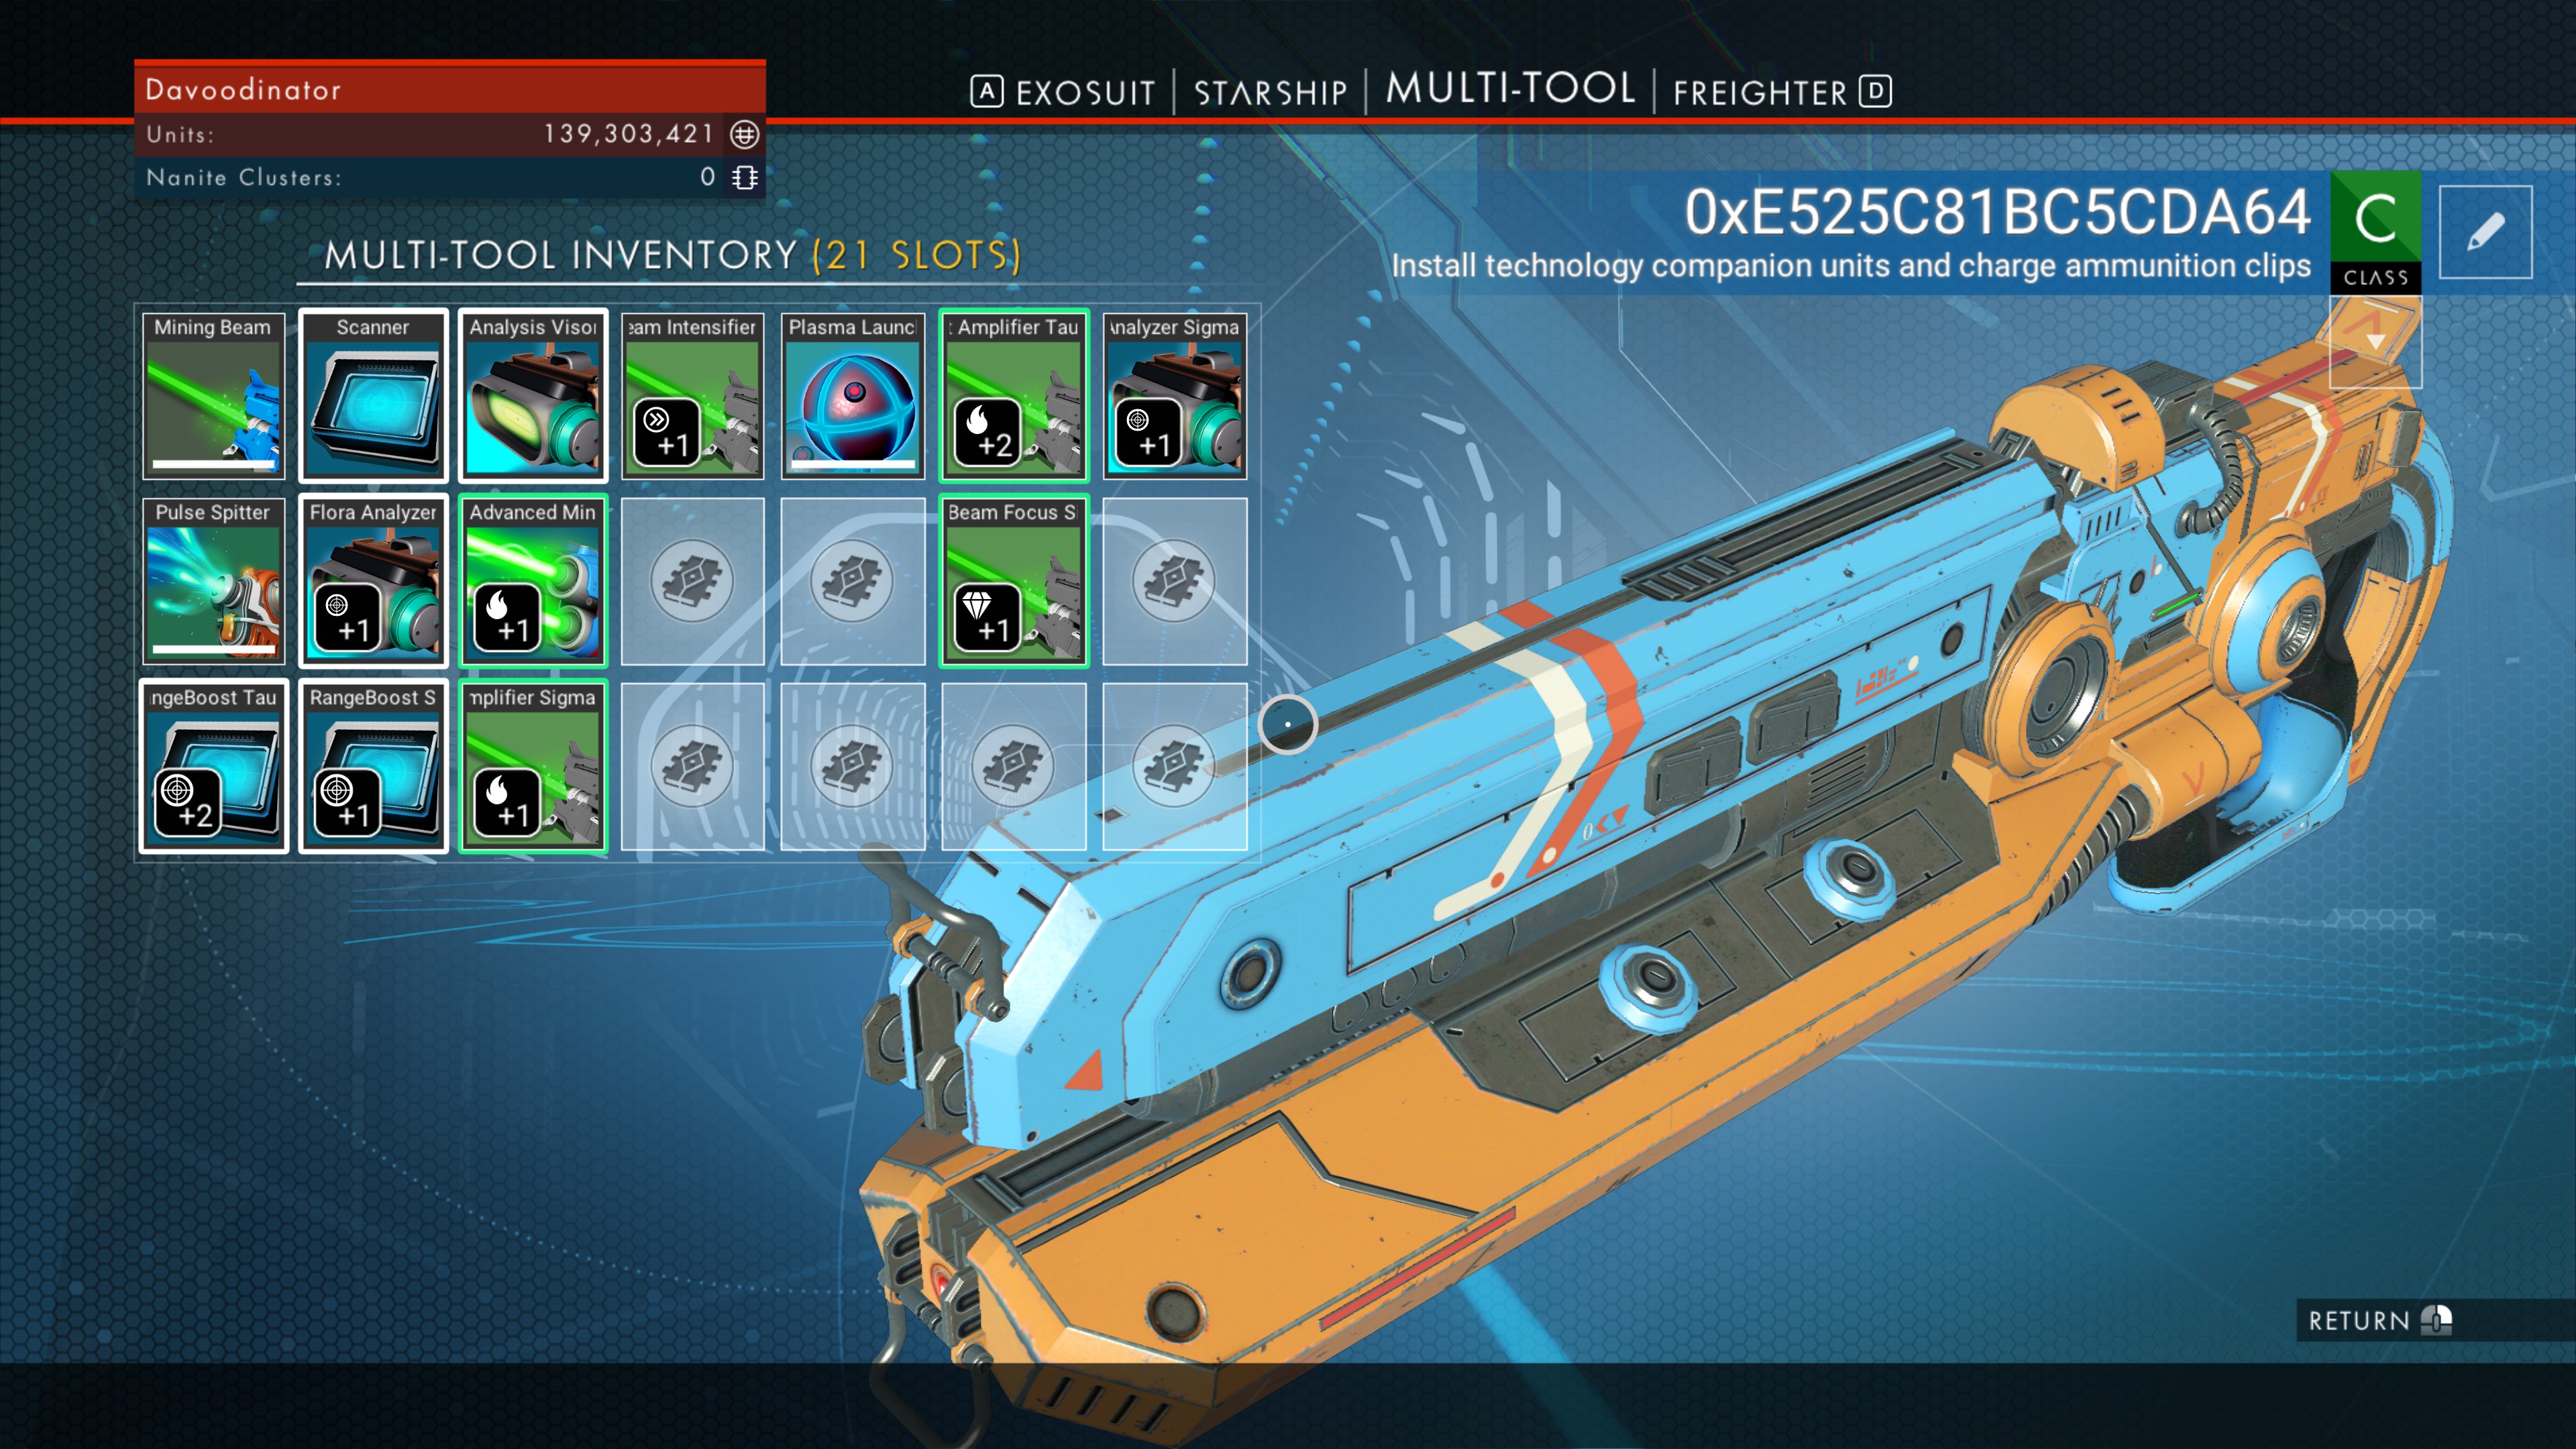 Davoodinator
Units: 139,303,421
Nanite Clusters: 0
A EXOSUIT | STARSHIP | MULTI-TOOL | FREIGHTER D
0xE525C81BC5CDA64
Install technology companion units and charge ammunition clips
C
CLASS
MULTI-TOOL INVENTORY (21 SLOTS)
Mining Beam
Scanner
Analysis Visor
eam Intensifier
+1
Plasma Launc
t Amplifier Tau
+2
Analyzer Sigma
+1
Pulse Spitter
Flora Analyzer
+1
Advanced Min
+1
Beam Focus S
+1
ngeBoost Tau
+2
RangeBoost S
+1
mplifier Sigma
+1
RETURN